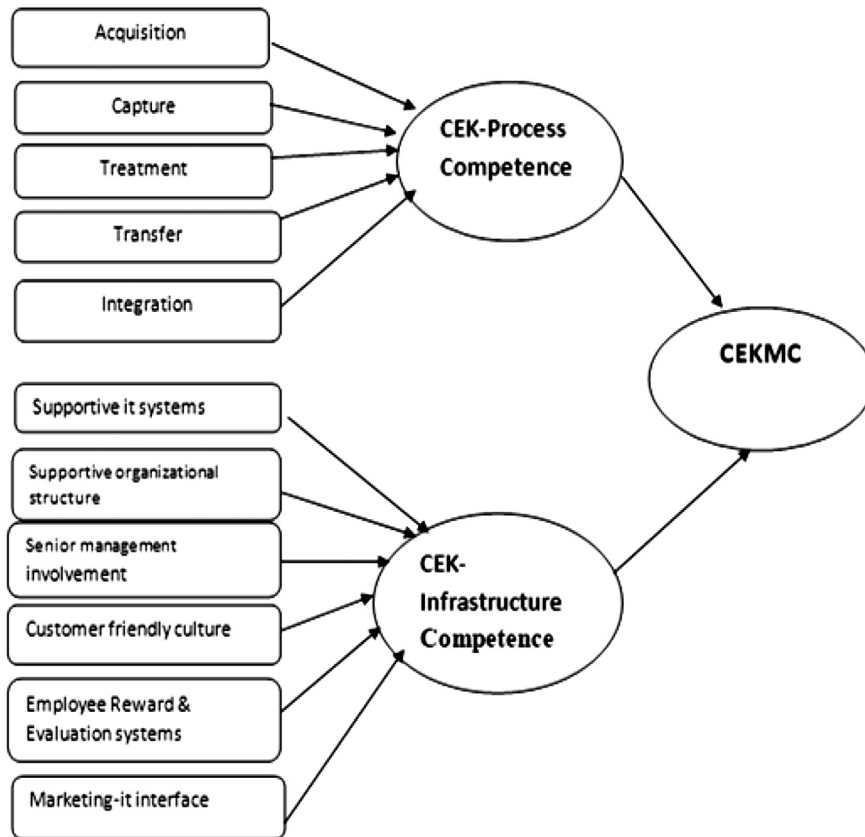 Acquisition
Capture
Treatment
Transfer
Integration
CEK-Process
Competence
CEKMC
Supportive it systems
Supportive organizational
structure
Senior management
involvement
Customer friendly culture
Employee Reward &
Evaluation systems
Marketing-it interface
CEK-
Infrastructure
Competence